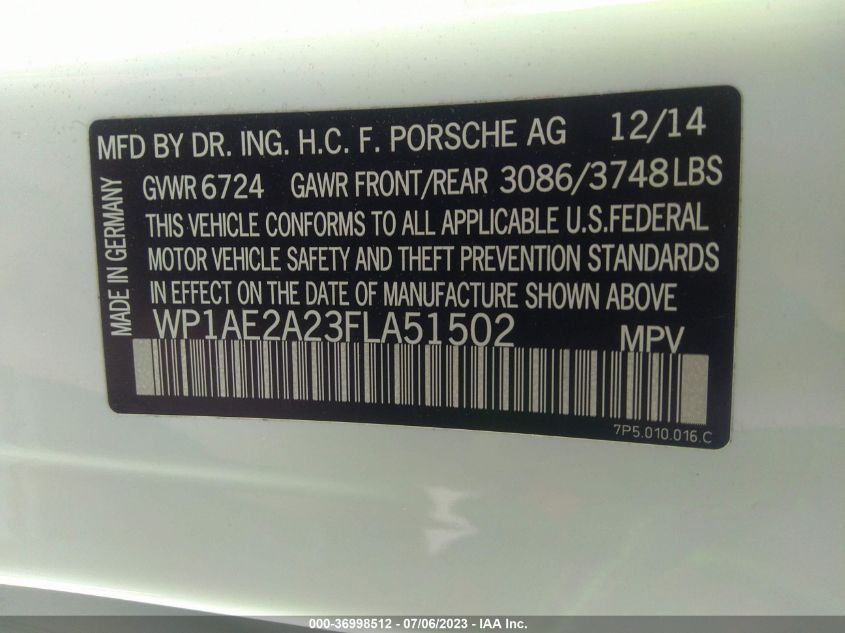 MFD BY DR. ING. H.C. F. PORSCHE AG 12/14
GVWR 6724 GAWR FRONT/REAR 3086/3748LBS
THIS VEHICLE CONFORMS TO ALL APPLICABLE U.S.FEDERAL
MOTOR VEHICLE SAFETY AND THEFT PREVENTION STANDARDS
IN EFFECT ON THE DATE OF MANUFACTURE SHOWN ABOVE
MADE IN GERMANY
WP1AE2A23FLA51502 MPV
7P5.010.016.C
000-36998512 - 07/06/2023 - IAA Inc.